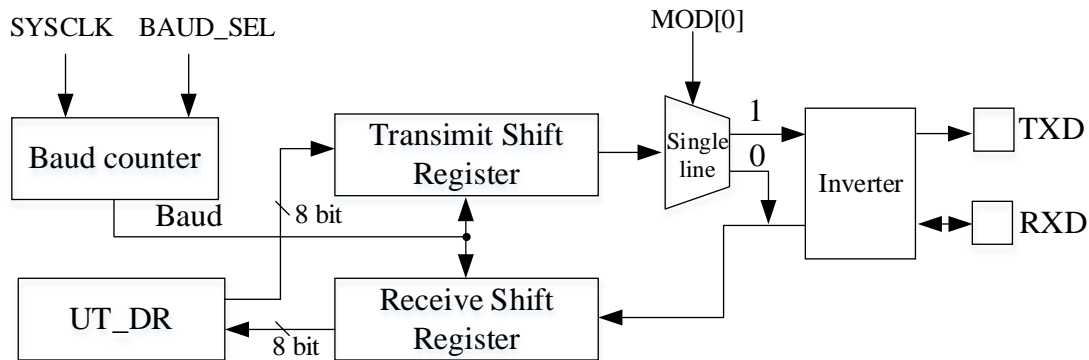 SYSCLK BAUD_SEL
MOD[0]
Baud counter
Transimit Shift
Register
Single
line
1
0
Inverter
TXD
RXD
Baud
8 bit
UT_DR
Receive Shift
Register
8 bit